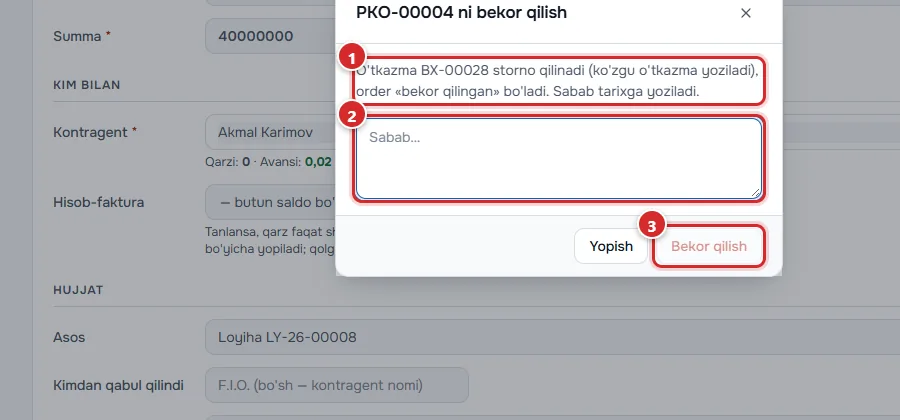 Summa *
40000000
KIM BILAN
Kontragent *
Akmal Karimov
Qarzi: 0 · Avansi: 0,02
Hisob-faktura
— butun saldo bo'
Tanlansa, qarz faqat sh
bo'yicha yopiladi; qolg
HUJJAT
Asos
Loyiha LY-26-00008
Kimdan qabul qilindi
F.I.O. (bo'sh — kontragent nomi)
PKO-00004 ni bekor qilish
×
1
O'tkazma BX-00028 storno qilinadi (ko'zgu o'tkazma yoziladi),
order «bekor qilingan» bo'ladi. Sabab tarixga yoziladi.
2
Sabab...
3
Yopish
Bekor qilish